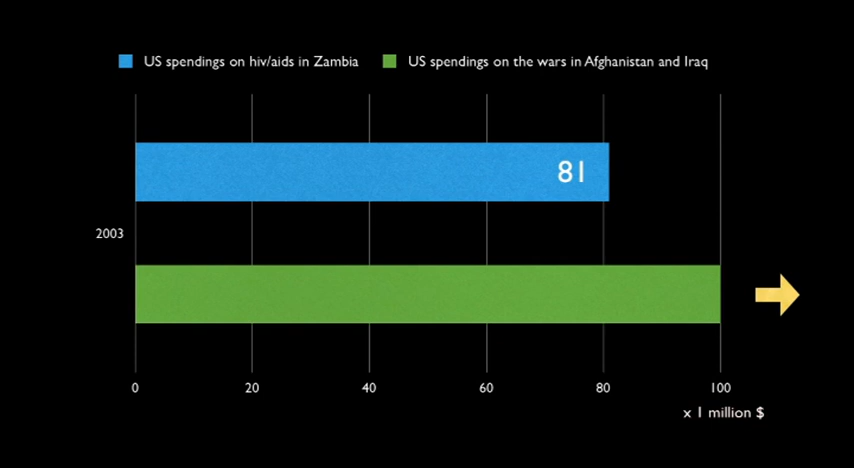 US spendings on hiv/aids in Zambia US spendings on the wars in Afghanistan and Iraq
81
2003
0 20 40 60 80 100
x 1 million $